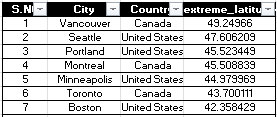 S.N City Countr extreme_latitu
1 Vancouver Canada 49.24966
2 Seattle United States 47.606209
3 Portland United States 45.523449
4 Montreal Canada 45.508839
5 Minneapolis United States 44.979969
6 Toronto Canada 43.700111
7 Boston United States 42.358429